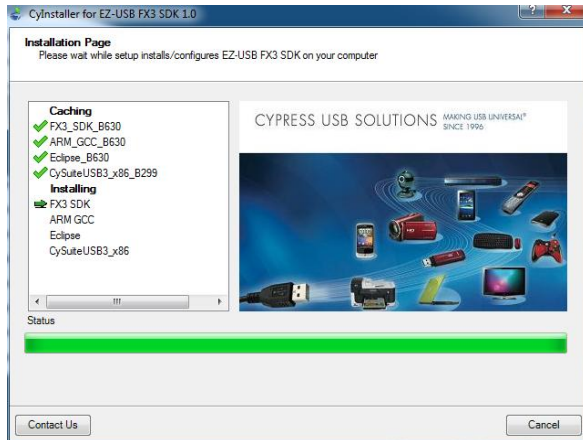 CyInstaller for EZ-USB FX3 SDK 1.0
Installation Page
Please wait while setup installs/configures EZ-USB FX3 SDK on your computer
Caching
FX3_SDK_B630
ARM_GCC_B630
Eclipse_B630
CySuiteUSB3_x86_B299
Installing
FX3 SDK
ARM GCC
Eclipse
CySuiteUSB3_x86
CYPRESS USB SOLUTIONS MAKING USB UNIVERSAL®
SINCE 1996
HD
Status
Contact Us
Cancel